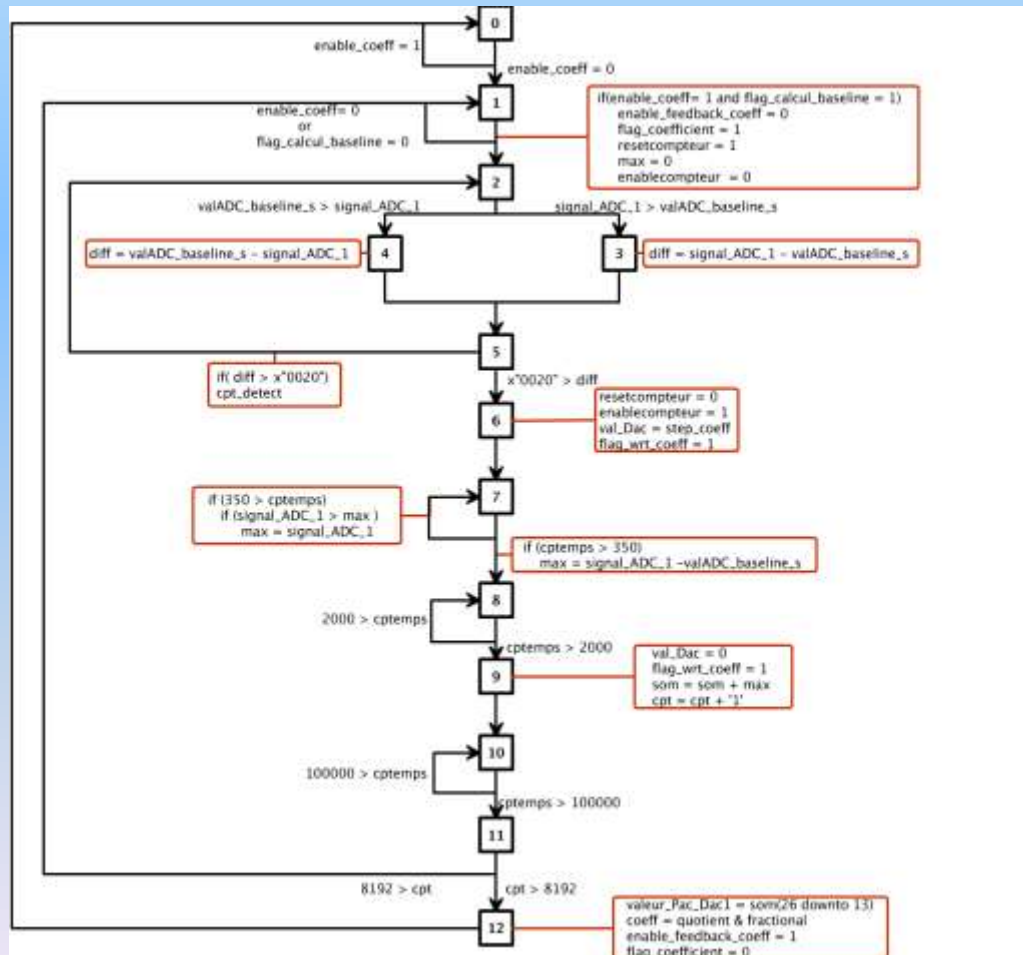 0
enable_coeff = 1
enable_coeff = 0
1
enable_coeff= 0
or
flag_calcul_baseline = 0
if(enable_coeff= 1 and flag_calcul_baseline = 1)
enable_feedback_coeff = 0
flag_coefficient = 1
resetcompteur = 1
max = 0
enablecompteur = 0
2
valADC_baseline_s > signal_ADC_1
signal_ADC_1 > valADC_baseline_s
diff = valADC_baseline_s - signal_ADC_1
4
3
diff = signal_ADC_1 - valADC_baseline_s
5
if( diff > x"0020")
cpt_detect
x"0020" > diff
6
resetcompteur = 0
enablecompteur = 1
val_Dac = step_coeff
flag_wrt_coeff = 1
7
if (350 > cptemps)
if (signal_ADC_1 > max )
max = signal_ADC_1
if (cptemps > 350)
max = signal_ADC_1 -valADC_baseline_s
8
2000 > cptemps
cptemps > 2000
9
val_Dac = 0
flag_wrt_coeff = 1
som = som + max
cpt = cpt + '1'
10
100000 > cptemps
cptemps > 100000
11
8192 > cpt
cpt > 8192
12
valeur_Pac_Dac1 = som(26 downto 13)
coeff = quotient & fractional
enable_feedback_coeff = 1
flag_coefficient = 0